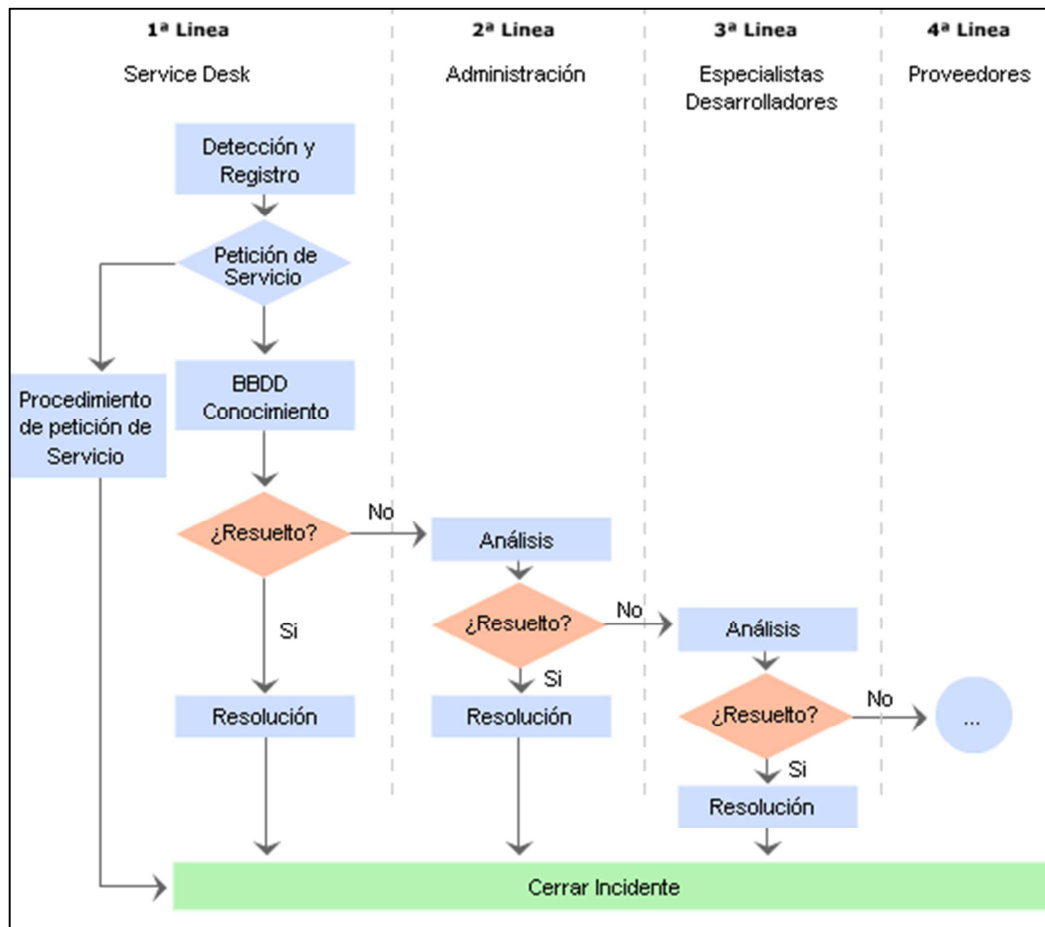 1ª Linea
2ª Linea
3ª Linea
4ª Linea
Service Desk
Administración
Especialistas
Desarrolladores
Proveedores
Detección y
Registro
Petición de
Servicio
Procedimiento
de petición de
Servicio
BBDD
Conocimiento
¿Resuelto?
No
Análisis
¿Resuelto?
No
Análisis
Si
Si
Resolución
Resolución
¿Resuelto?
No
...
Si
Resolución
Cerrar Incidente